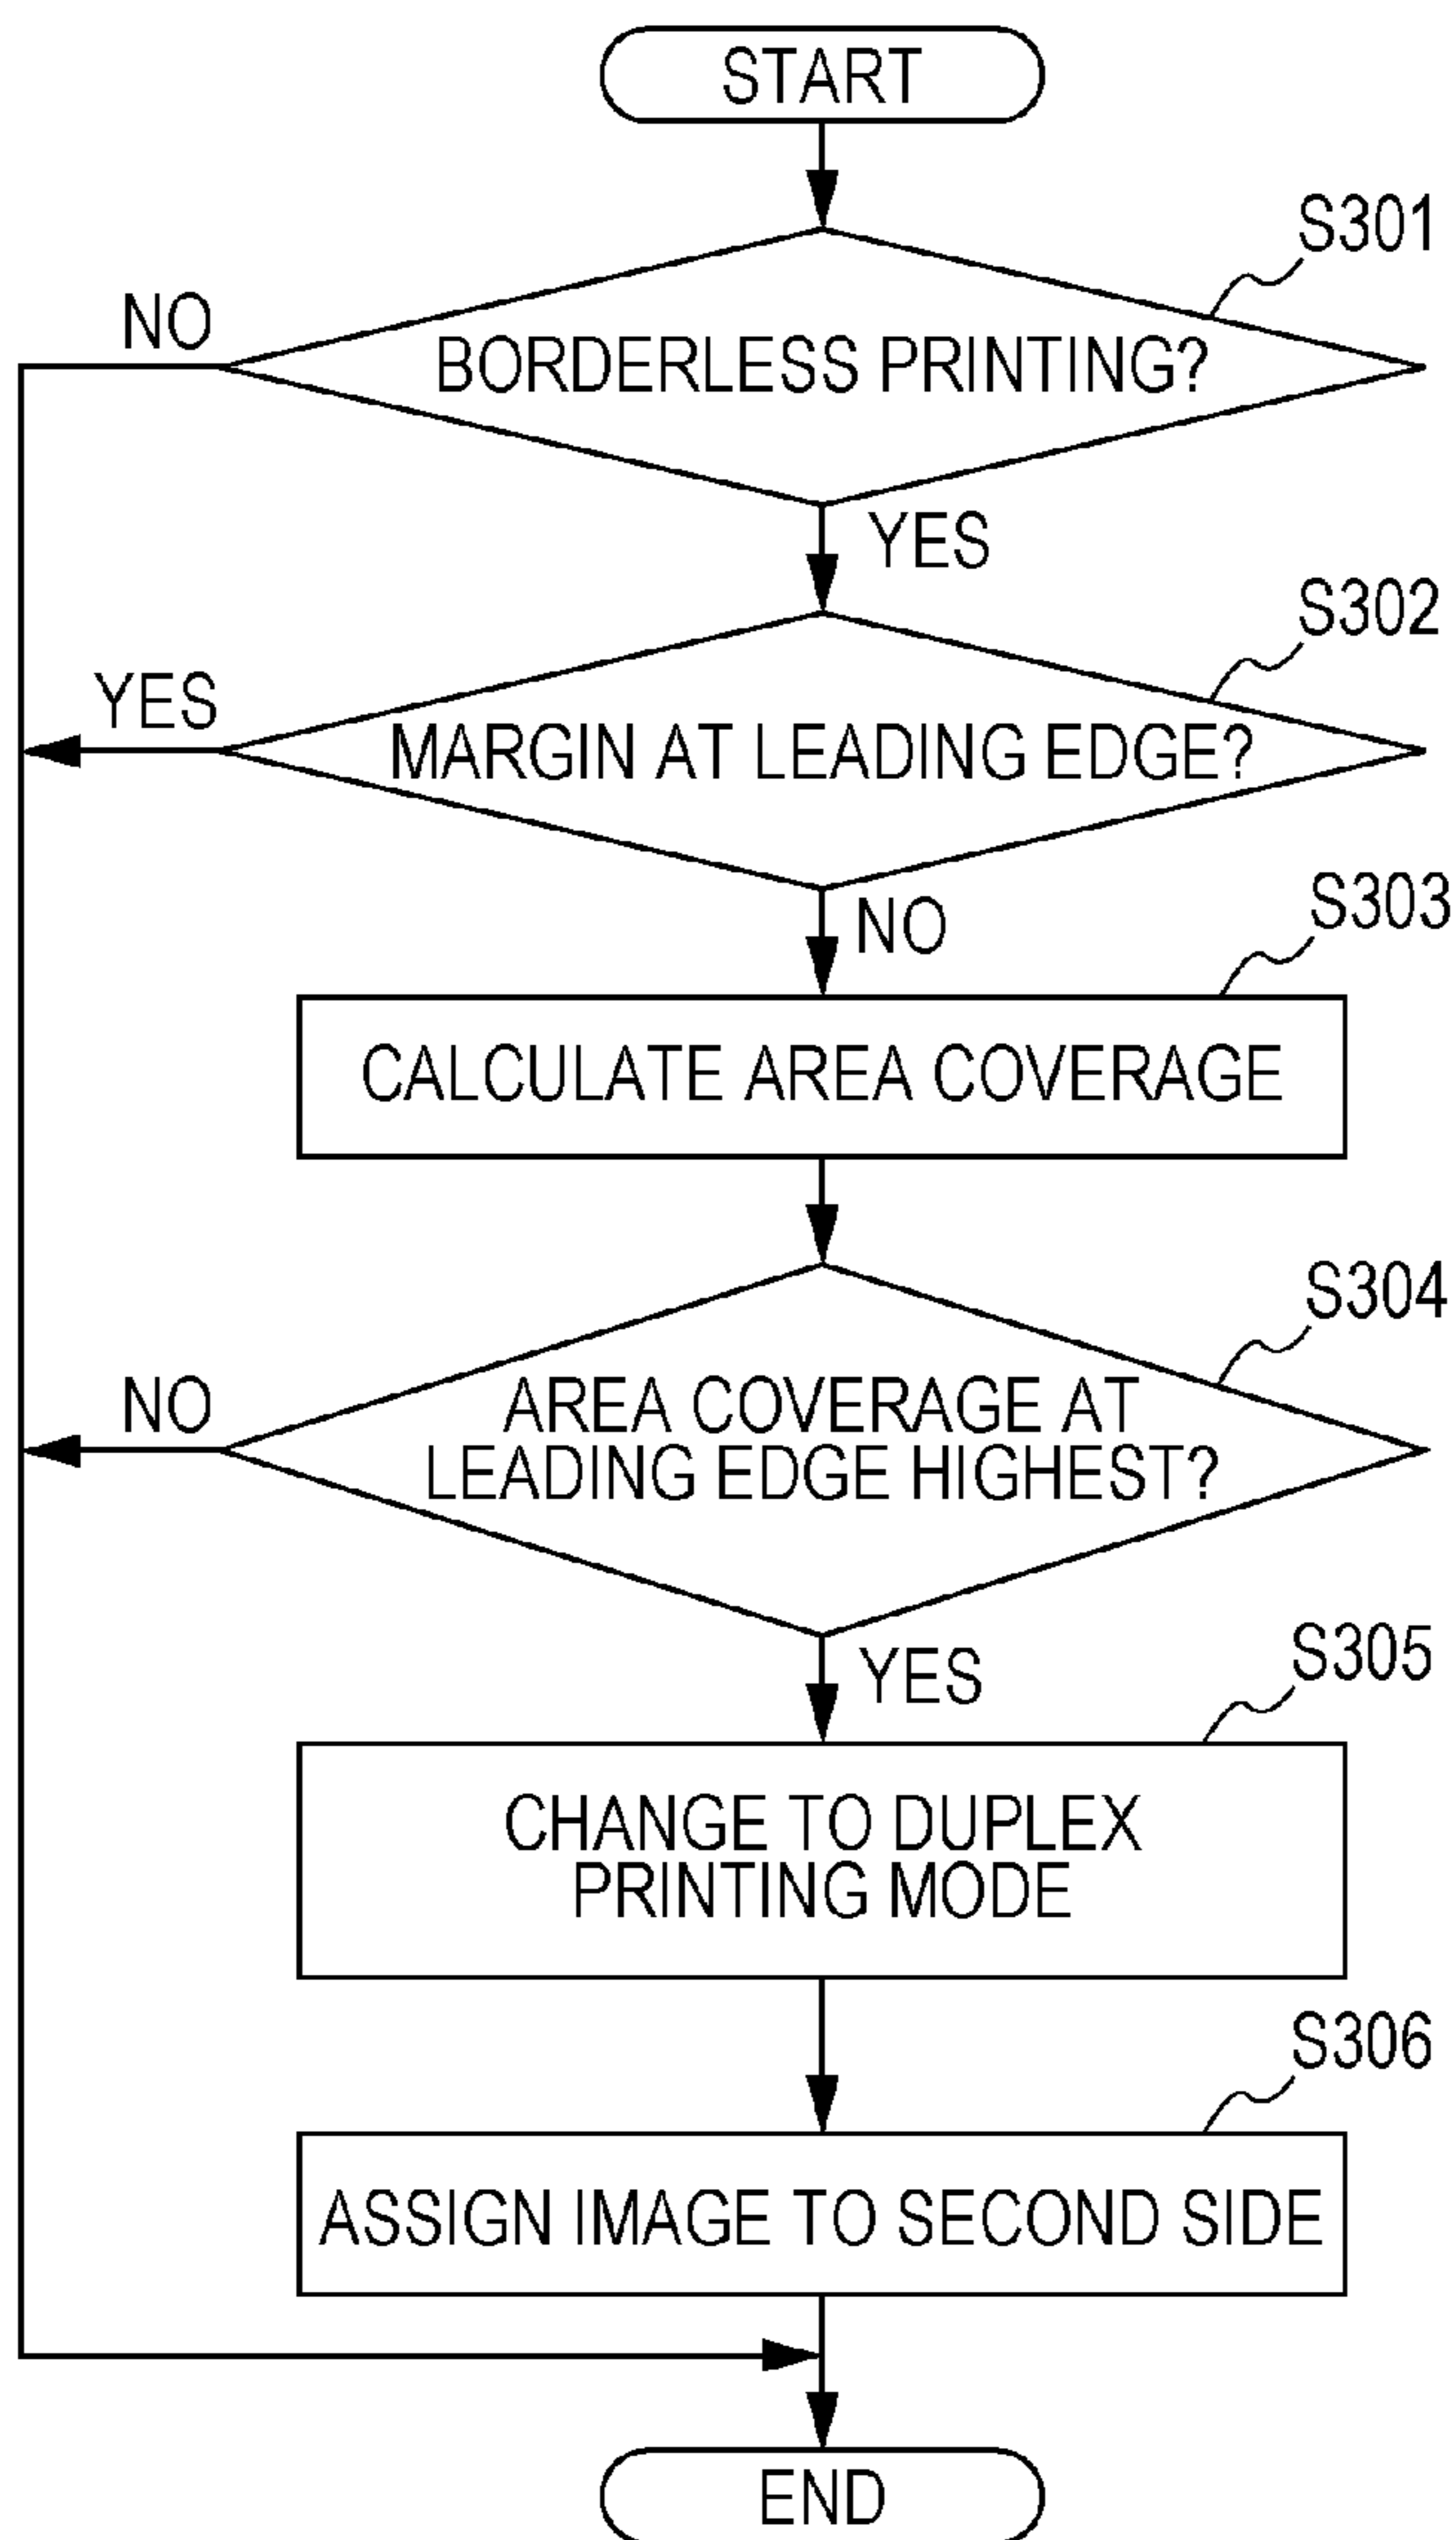 START
S301
NO
BORDERLESS PRINTING?
YES
S302
YES
MARGIN AT LEADING EDGE?
NO
S303
CALCULATE AREA COVERAGE
S304
NO
AREA COVERAGE AT
LEADING EDGE HIGHEST?
YES
S305
CHANGE TO DUPLEX
PRINTING MODE
S306
ASSIGN IMAGE TO SECOND SIDE
END